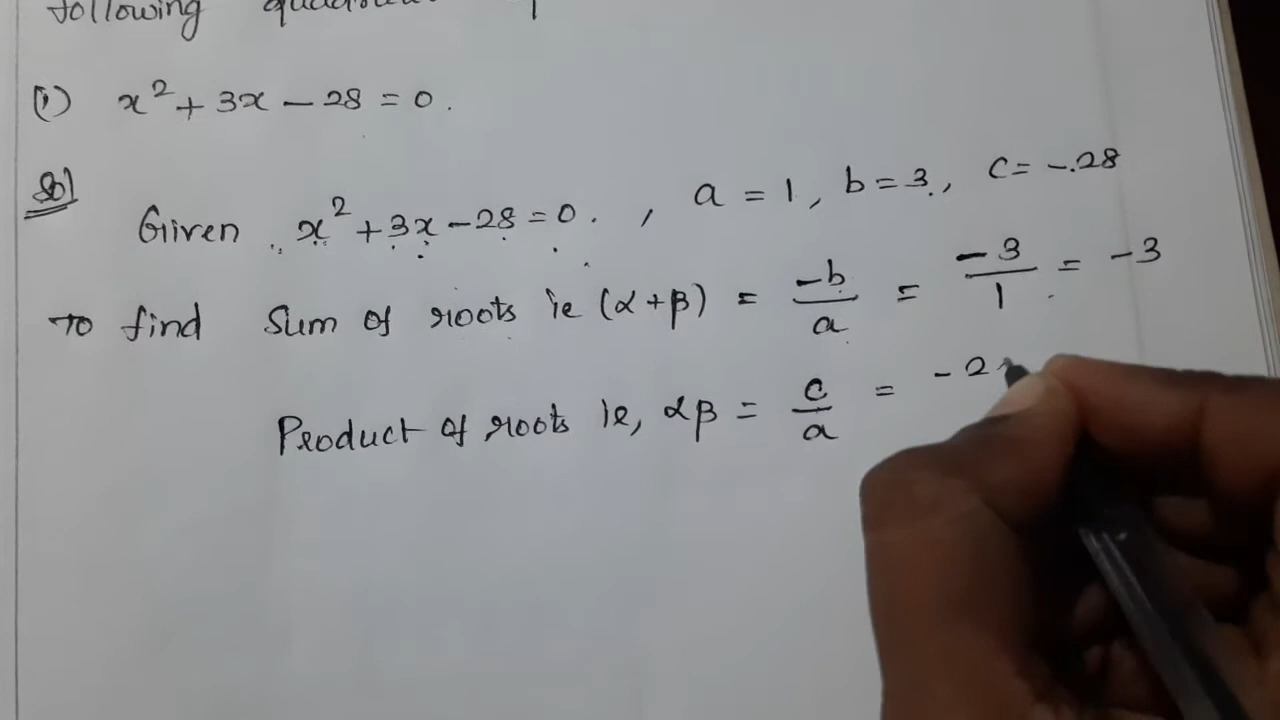 following
(i) x² + 3x – 28 = 0.
Sol
Given x² + 3x – 28 = 0. , a = 1, b = 3, c = -28
To find Sum of roots ie (α+β) = -b/a = -3/1 = -3
Product of roots ie, αβ = c/a = -2